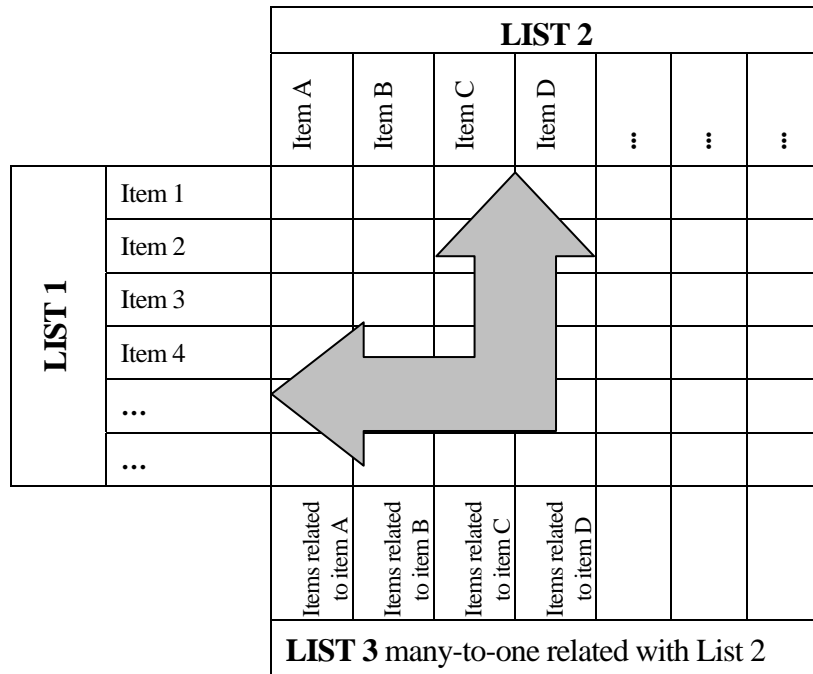 LIST 2
Item A
Item B
Item C
Item D
...
...
...
LIST 1
Item 1
Item 2
Item 3
Item 4
...
...
Items related
to item A
Items related
to item B
Items related
to item C
Items related
to item D
LIST 3 many-to-one related with List 2